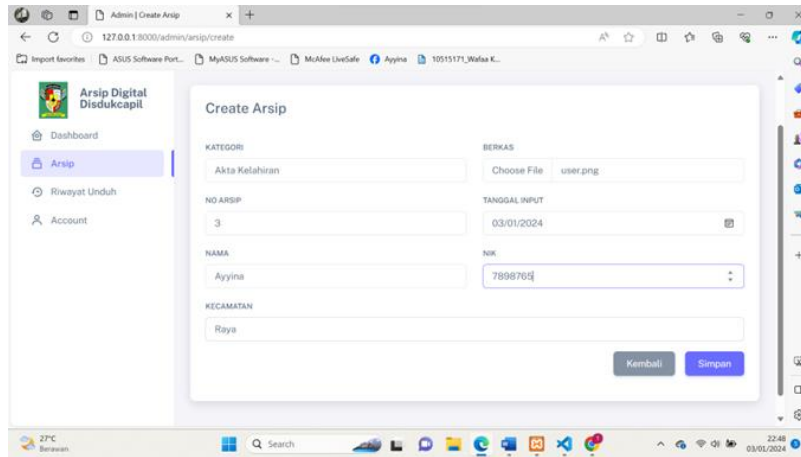 Admin | Create Arsip
127.0.0.1:8000/admin/arsip/create
Import favorites
ASUS Software Port...
MyASUS Software -...
McAfee LiveSafe
Ayyina
10515171_Wafaa K...
Arsip Digital
Disdukcapil
Dashboard
Arsip
Riwayat Unduh
Account
Create Arsip
KATEGORI
Akta Kelahiran
BERKAS
Choose File user.png
NO ARSIP
3
TANGGAL INPUT
03/01/2024
NAMA
Ayyina
NIK
7898765
KECAMATAN
Raya
Kembali
Simpan
27°C
Berawan
Search
22:48
03/01/2024